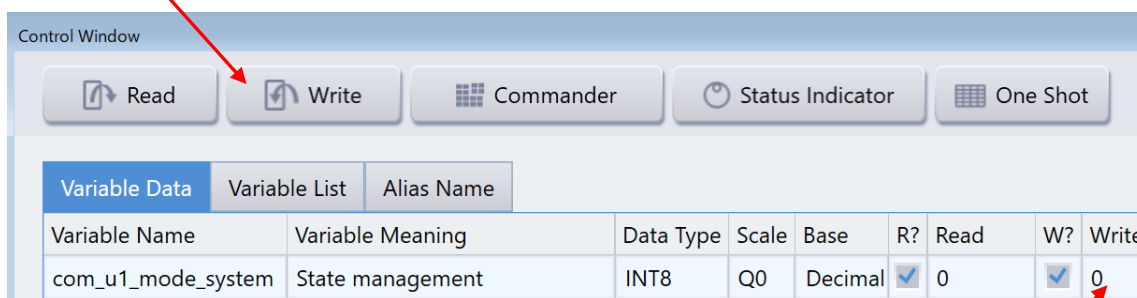 Control Window
Read Write Commander Status Indicator One Shot
Variable Data Variable List Alias Name
Variable Name Variable Meaning Data Type Scale Base R? Read W? Write
com_u1_mode_system State management INT8 Q0 Decimal 0 0